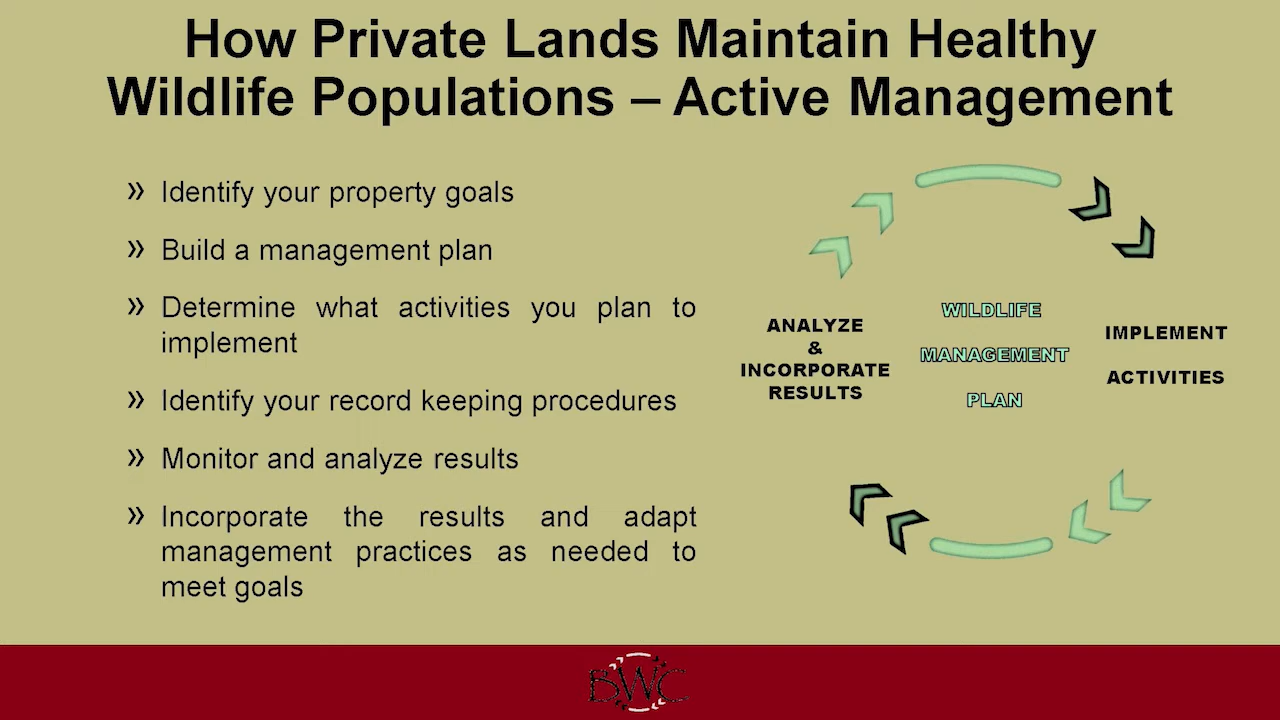 How Private Lands Maintain Healthy
Wildlife Populations – Active Management
» Identify your property goals
» Build a management plan
» Determine what activities you plan to
implement
» Identify your record keeping procedures
» Monitor and analyze results
» Incorporate the results and adapt
management practices as needed to
meet goals
ANALYZE
&
INCORPORATE
RESULTS
WILDLIFE
MANAGEMENT
PLAN
IMPLEMENT
ACTIVITIES
BWC